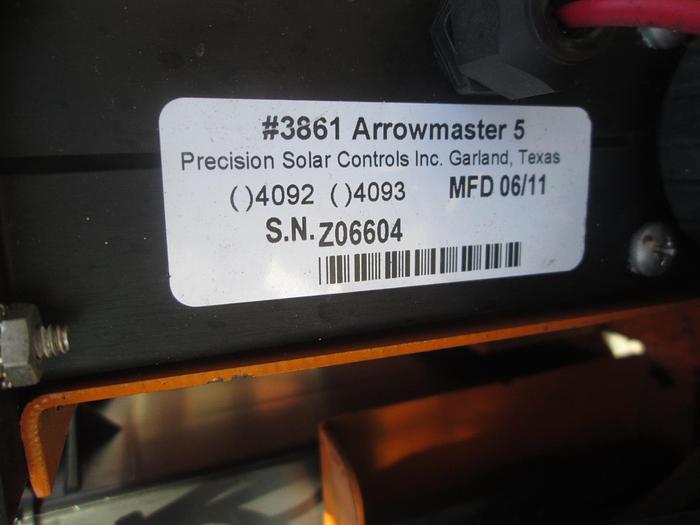 #3861 Arrowmaster 5
Precision Solar Controls Inc. Garland, Texas
( )4092 ( )4093 MFD 06/11
S.N. Z06604